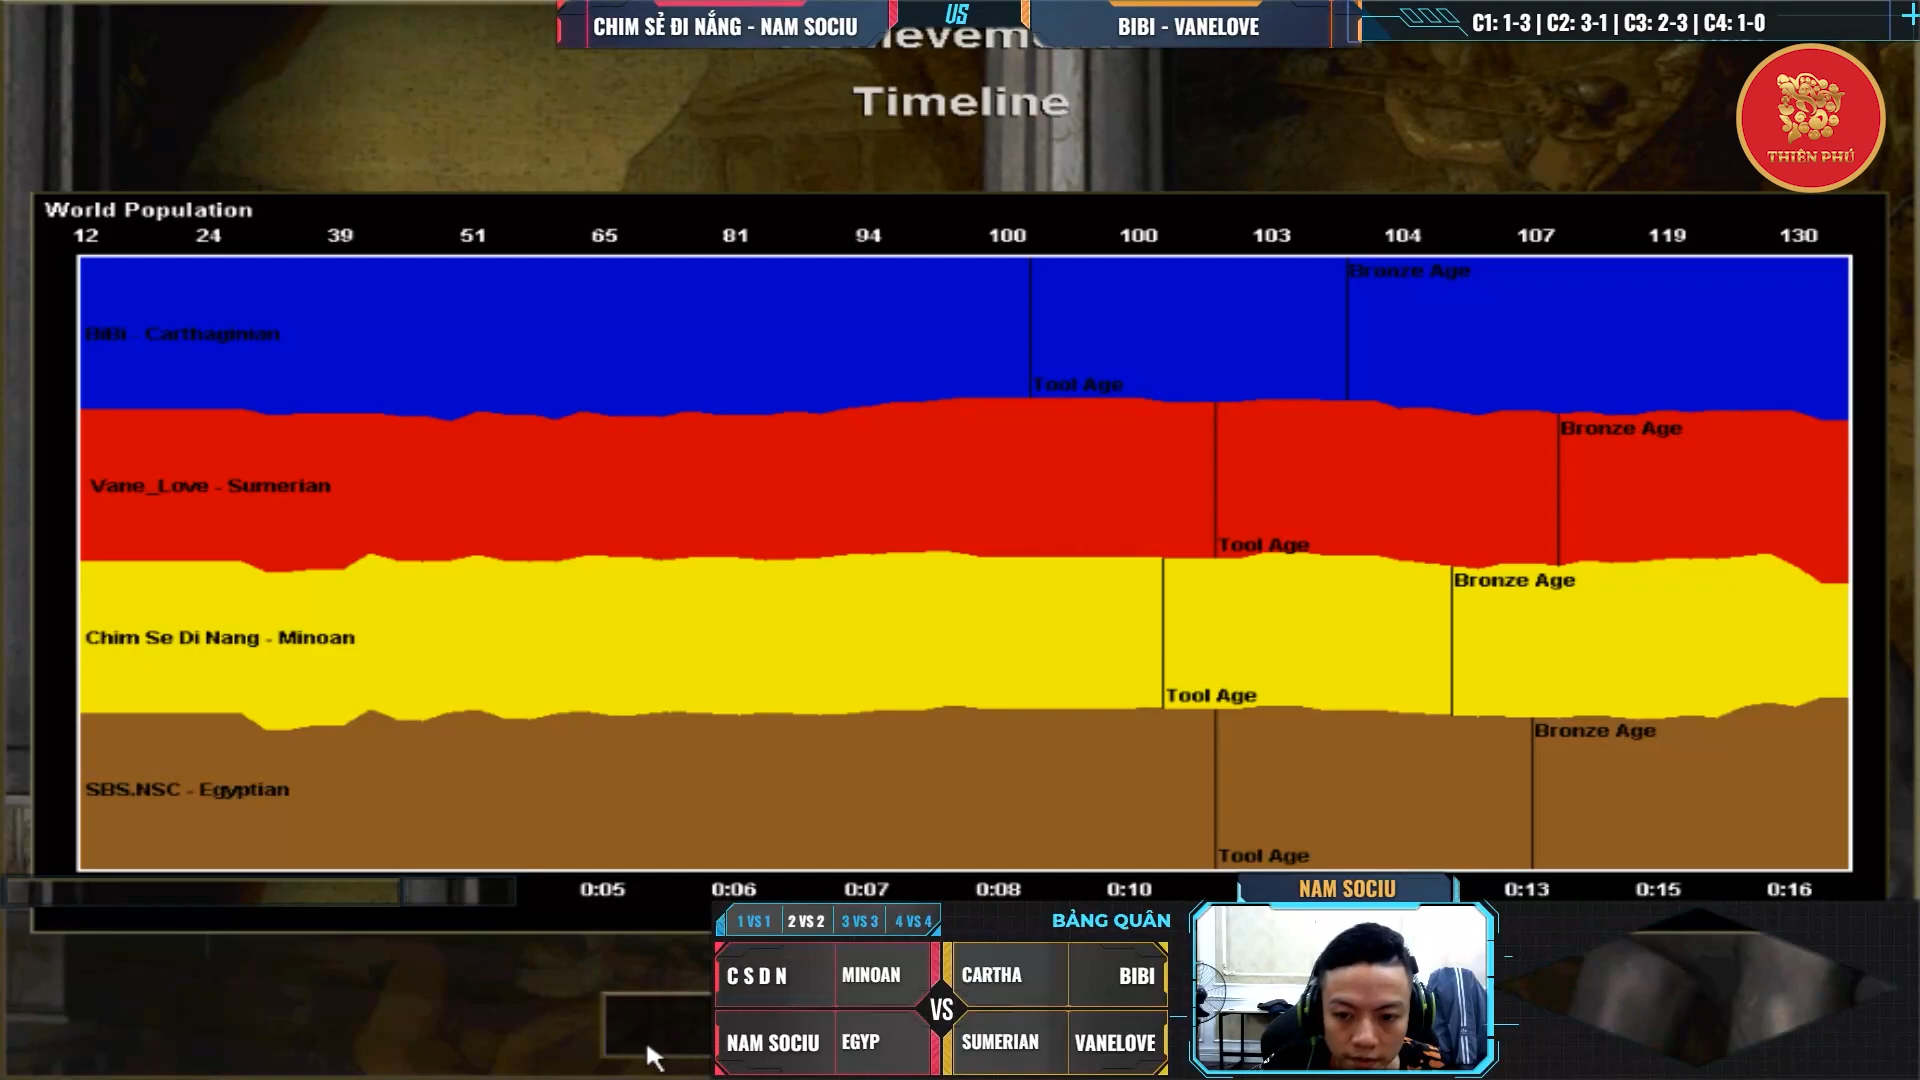 CHIM SẺ ĐI NẮNG - NAM SOCIU
VS
BIBI - VANELOVE
C1: 1-3 | C2: 3-1 | C3: 2-3 | C4: 1-0
Timeline
THIÊN PHÚ
World Population
12 24 39 51 65 81 94 100 100 103 104 107 119 130
Bronze Age
BIBI - Carthaginian
Tool Age
Bronze Age
Vane_Love - Sumerian
Tool Age
Bronze Age
Chim Se Di Nang - Minoan
Tool Age
Bronze Age
SBS.NSC - Egyptian
Tool Age
0:05 0:06 0:07 0:08 0:10 0:13 0:15 0:16
NAM SOCIU
1 VS 1 2 VS 2 3 VS 3 4 VS 4
BẢNG QUÂN
C S D N MINOAN CARTHA BIBI
VS
NAM SOCIU EGYP SUMERIAN VANELOVE